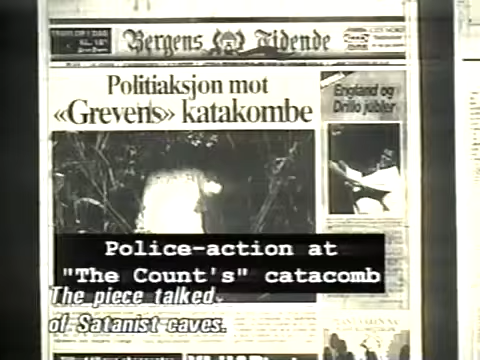 Bergens Tidende
Politiaksjon mot
«Grevens» katakombe
England og
Drillo jubler
Police-action at
"The Count's" catacomb
The piece talked
of Satanist caves.